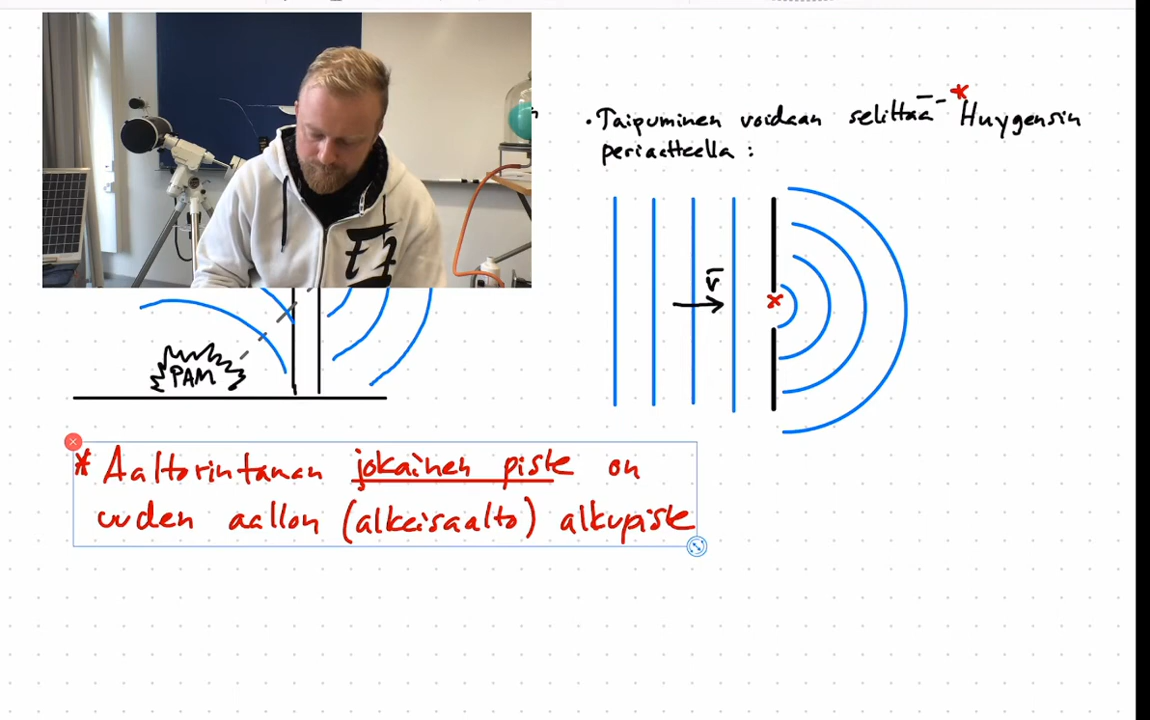 • Taipuminen voidaan selittää * Huygensin
periaatteella :
v̄
PAM
* Aaltorintaman jokainen piste on
uuden aallon (alkeisaalto) alkupiste